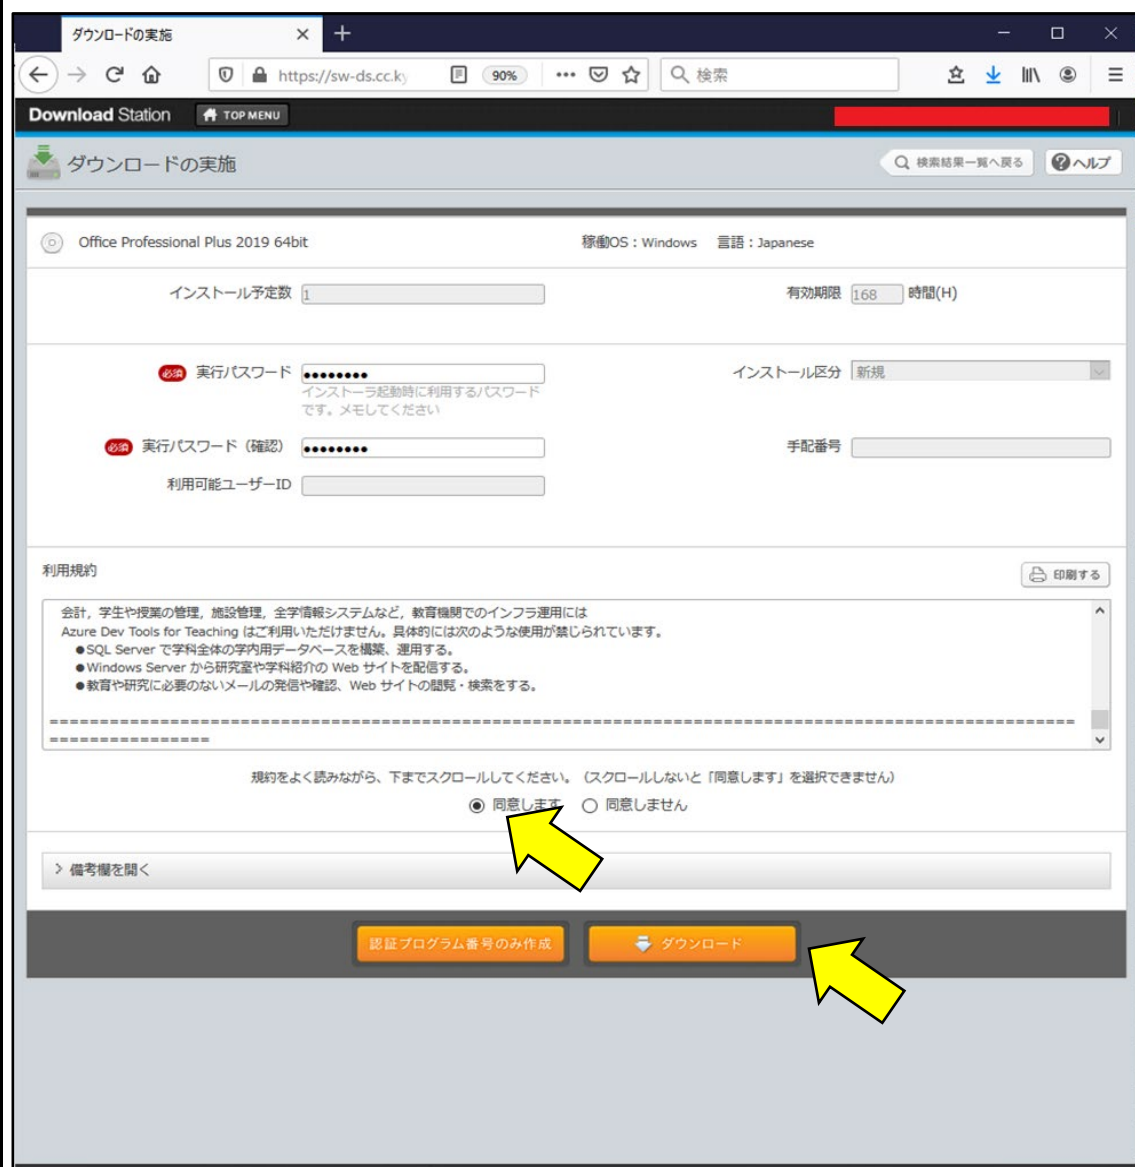 ダウンロードの実施
https://sw-ds.cc.k
90%
検索
Download Station
TOP MENU
ダウンロードの実施
検索結果一覧へ戻る
ヘルプ
Office Professional Plus 2019 64bit
稼働OS：Windows 言語：Japanese
インストール予定数 1
有効期限 168 時間(H)
必須 実行パスワード ●●●●●●●●
インストール区分 新規
インストーラ起動時に利用するパスワード
です。メモしてください
必須 実行パスワード（確認） ●●●●●●●●
手配番号
利用可能ユーザーID
利用規約
印刷する
会計，学生や授業の管理，施設管理，全学情報システムなど，教育機関でのインフラ運用には
Azure Dev Tools for Teaching はご利用いただけません。具体的には次のような使用が禁じられています。
●SQL Server で学科全体の学内用データベースを構築、運用する。
●Windows Server から研究室や学科紹介の Web サイトを配信する。
●教育や研究に必要のないメールの発信や確認、Web サイトの閲覧・検索をする。
=======================================================================================================
================
規約をよく読みながら、下までスクロールしてください。（スクロールしないと「同意します」を選択できません）
同意します 同意しません
> 備考欄を開く
認証プログラム番号のみ作成
ダウンロード